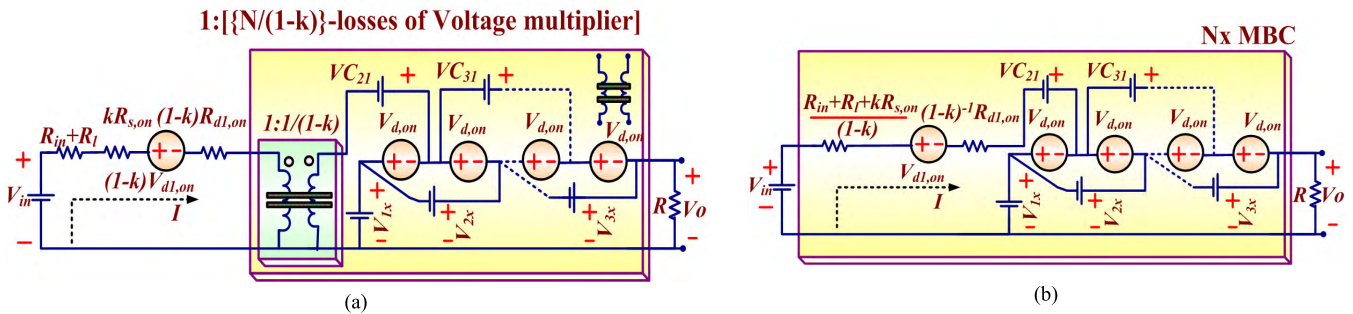 1:[{N/(1-k)}-losses of Voltage multiplier]
VC21 + VC31 +
kRs,on (1-k)Rd1,on
Rin+Rl
1:1/(1-k)
Vd,on Vd,on Vd,on Vd,on
+ - + - + - + - + -
(1-k)Vd1,on
+ Vin -
I
+ V1x -
+ V2x -
+ V3x -
R + Vo -
(a)
Nx MBC
VC21 + VC31 +
Rin+Rl+kRs,on (1-k)-1Rd1,on
(1-k)
Vd,on Vd,on Vd,on Vd,on
+ - + - + - + - + -
Vd1,on
+ Vin -
I
+ V1x -
+ V2x -
+ V3x -
R + Vo -
(b)